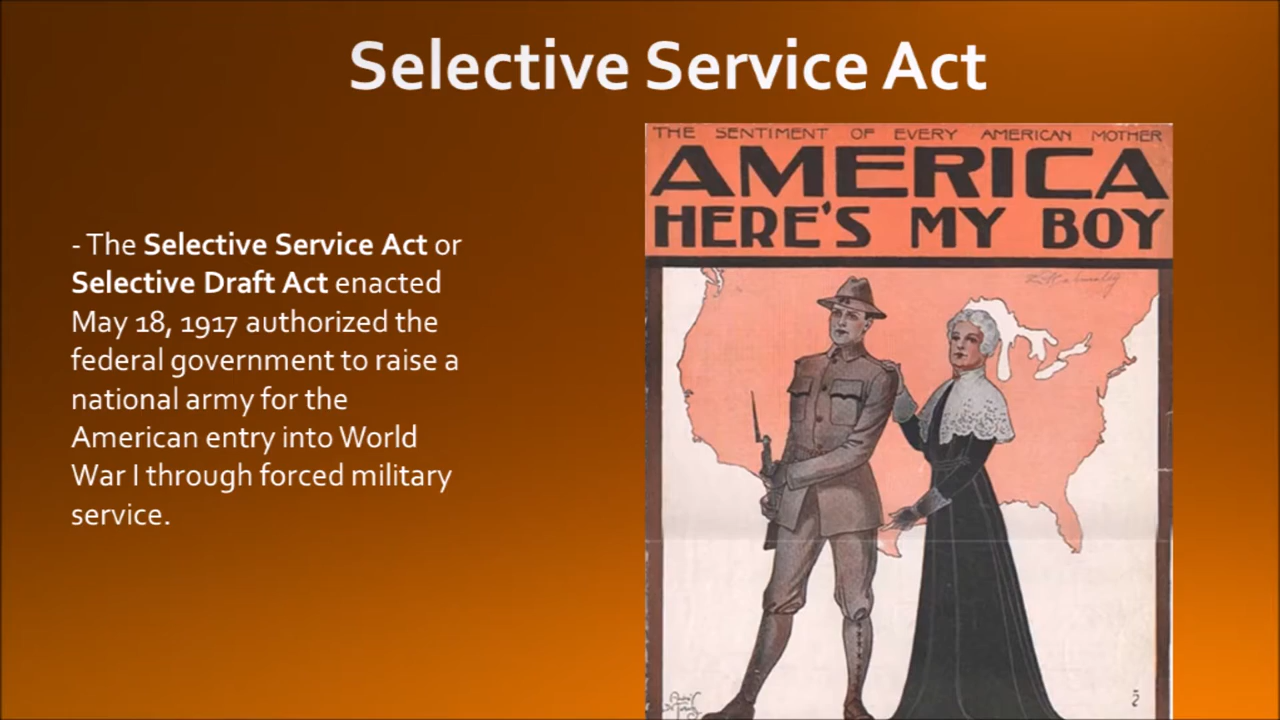 Selective Service Act
- The Selective Service Act or
Selective Draft Act enacted
May 18, 1917 authorized the
federal government to raise a
national army for the
American entry into World
War I through forced military
service.
THE SENTIMENT OF EVERY AMERICAN MOTHER
AMERICA
HERE'S MY BOY